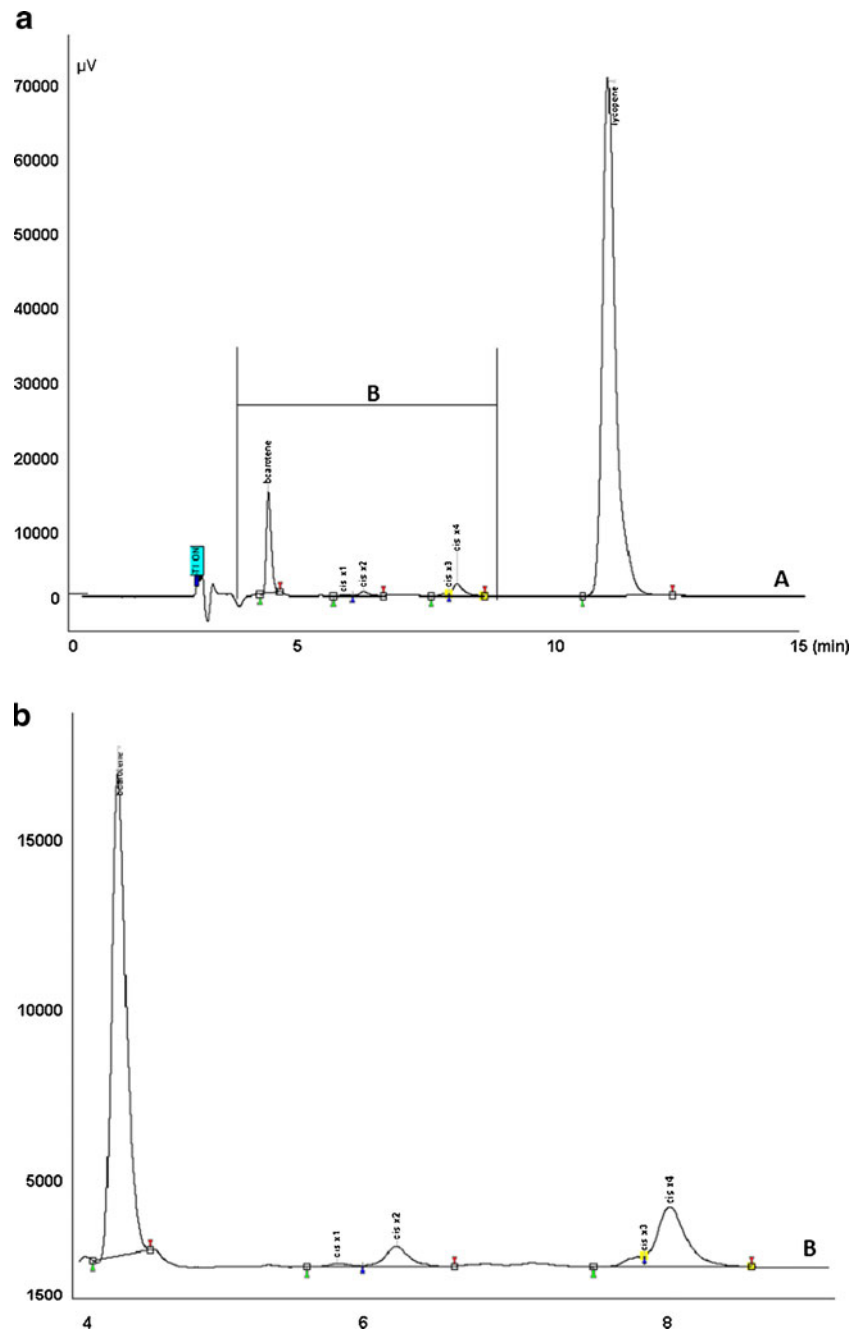 a
µV
70000
60000
50000
40000
30000
20000
10000
0
lycopene
B
bcarotene
cis x1
cis x2
cis x3
cis x4
A
0 5 10 15 (min)
b
15000
10000
5000
1500
bcarotene
cis x1
cis x2
cis x3
cis x4
B
4 6 8